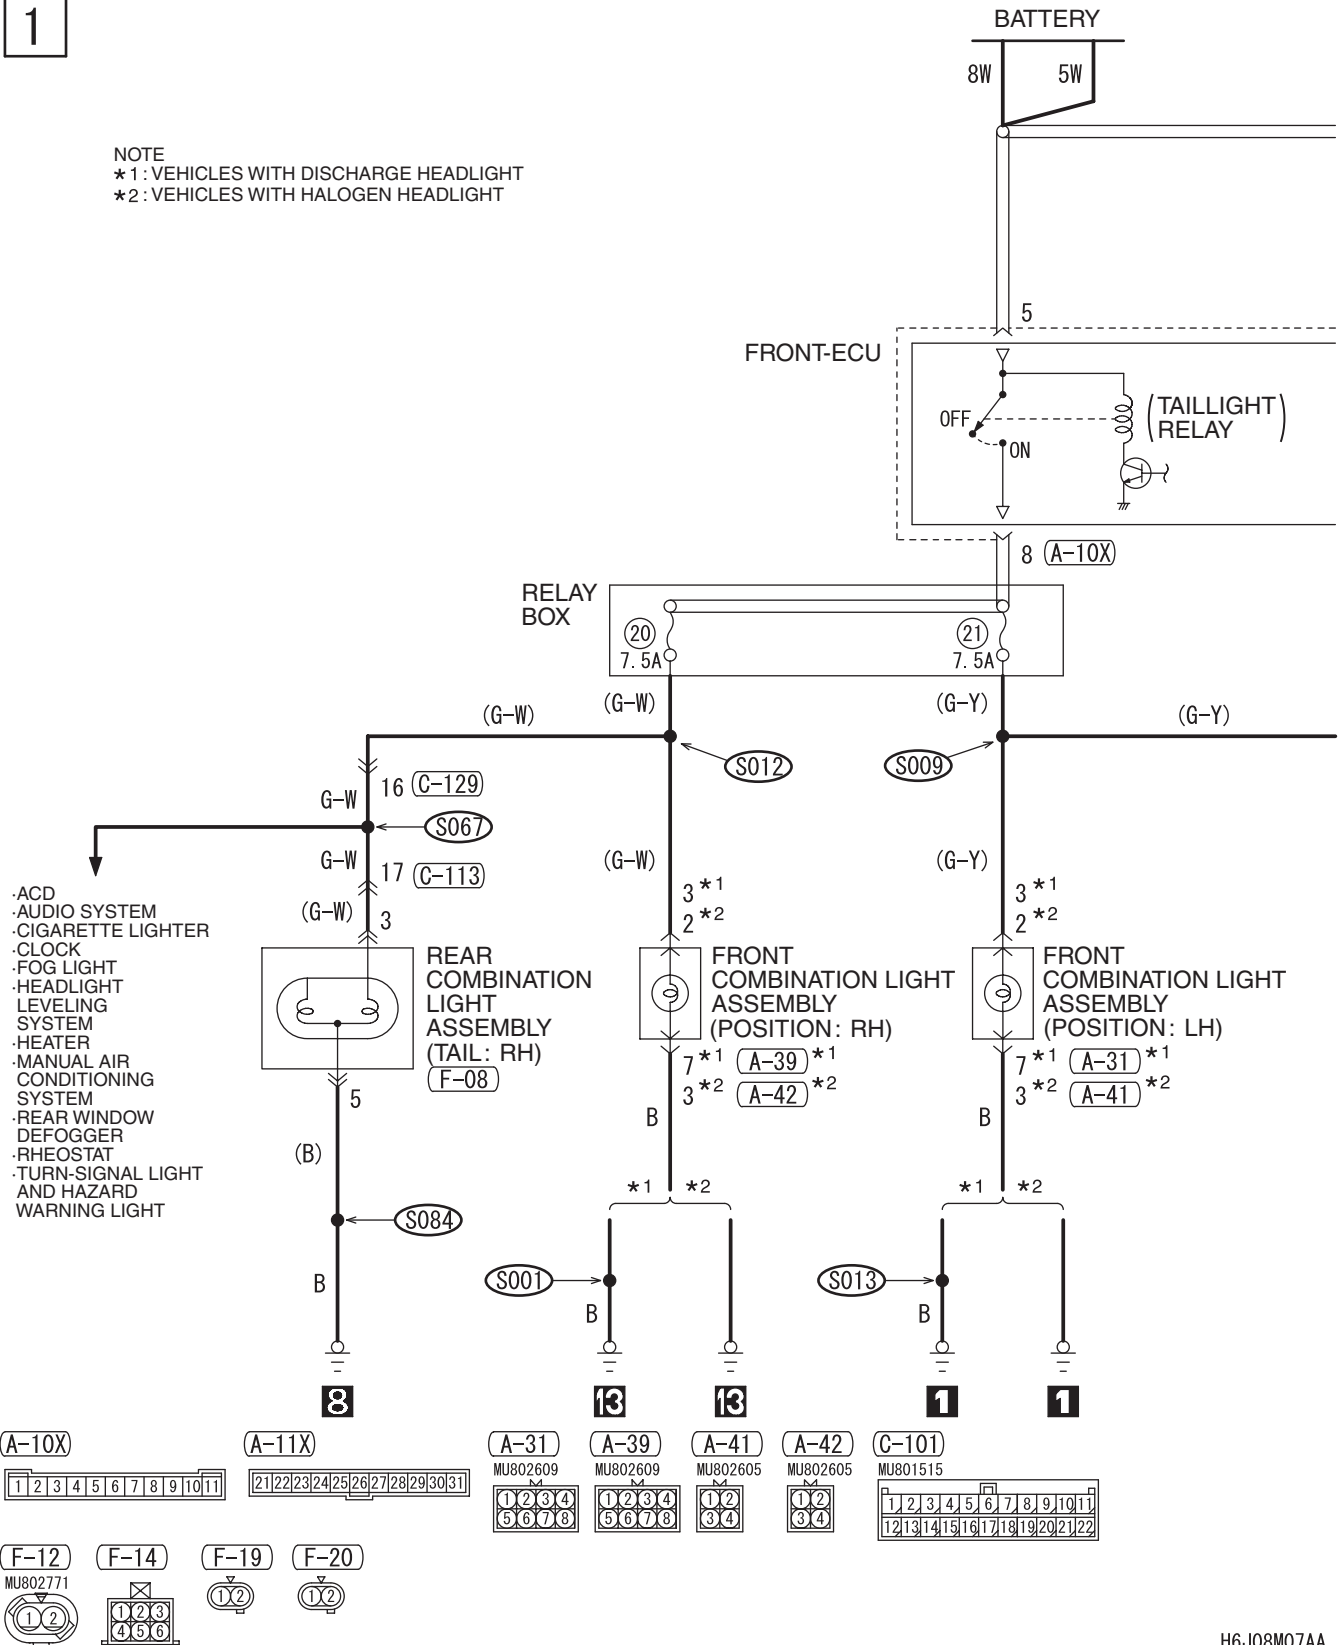 1
BATTERY
8W
5W
NOTE
*1: VEHICLES WITH DISCHARGE HEADLIGHT
*2: VEHICLES WITH HALOGEN HEADLIGHT
5
FRONT-ECU
OFF
ON
(TAILLIGHT
RELAY)
8 A-10X
RELAY
BOX
20
7.5A
21
7.5A
(G-W)
(G-W)
(G-Y)
(G-Y)
S012
S009
16 C-129
G-W
S067
G-W
17 C-113
(G-W)
3
(G-W)
3 *1
2 *2
(G-Y)
3 *1
2 *2
·ACD
·AUDIO SYSTEM
·CIGARETTE LIGHTER
·CLOCK
·FOG LIGHT
·HEADLIGHT
LEVELING
SYSTEM
·HEATER
·MANUAL AIR
CONDITIONING
SYSTEM
·REAR WINDOW
DEFOGGER
·RHEOSTAT
·TURN-SIGNAL LIGHT
AND HAZARD
WARNING LIGHT
REAR
COMBINATION
LIGHT
ASSEMBLY
(TAIL: RH)
F-08
FRONT
COMBINATION LIGHT
ASSEMBLY
(POSITION: RH)
7 *1 A-39 *1
3 *2 A-42 *2
FRONT
COMBINATION LIGHT
ASSEMBLY
(POSITION: LH)
7 *1 A-31 *1
3 *2 A-41 *2
5
(B)
B
B
*1 *2
*1 *2
S084
S001
S013
B
B
B
8
13
13
1
1
A-10X
1 2 3 4 5 6 7 8 9 10 11
A-11X
21 22 23 24 25 26 27 28 29 30 31
A-31
MU802609
1 2 3 4
5 6 7 8
A-39
MU802609
1 2 3 4
5 6 7 8
A-41
MU802605
1 2
3 4
A-42
MU802605
1 2
3 4
C-101
MU801515
1 2 3 4 5 6 7 8 9 10 11
12 13 14 15 16 17 18 19 20 21 22
F-12
MU802771
1 2
F-14
1 2 3
4 5 6
F-19
1 2
F-20
1 2
H6J08M07AA